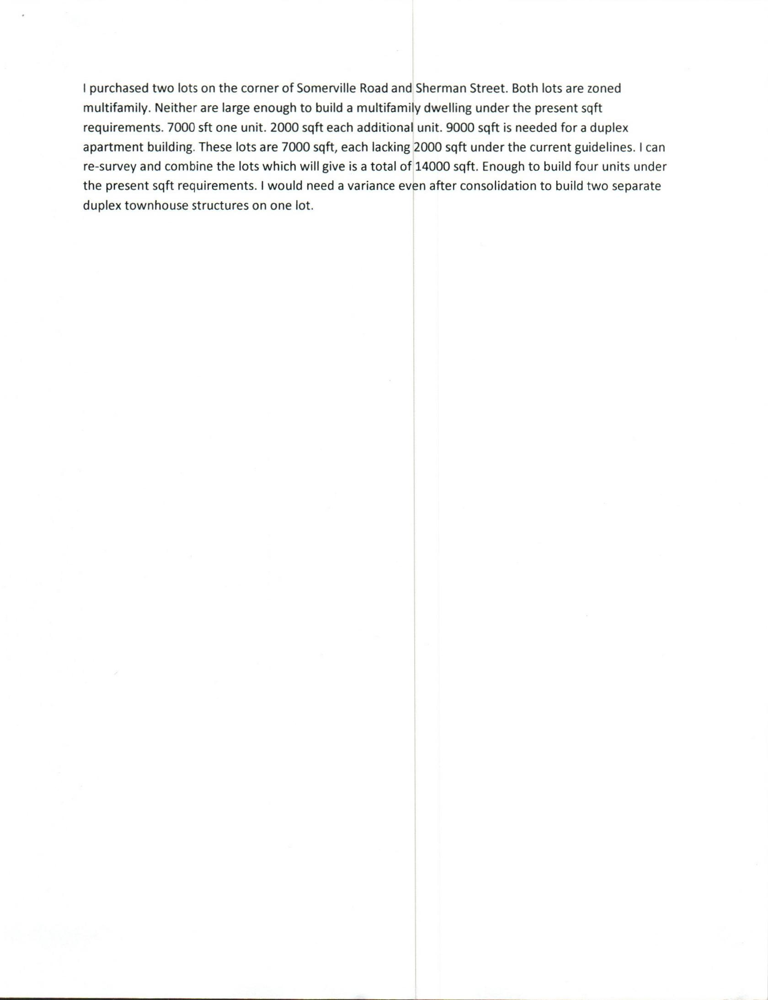 I purchased two lots on the corner of Somerville Road and Sherman Street. Both lots are zoned
multifamily. Neither are large enough to build a multifamily dwelling under the present sqft
requirements. 7000 sft one unit. 2000 sqft each additional unit. 9000 sqft is needed for a duplex
apartment building. These lots are 7000 sqft, each lacking 2000 sqft under the current guidelines. I can
re-survey and combine the lots which will give is a total of 14000 sqft. Enough to build four units under
the present sqft requirements. I would need a variance even after consolidation to build two separate
duplex townhouse structures on one lot.